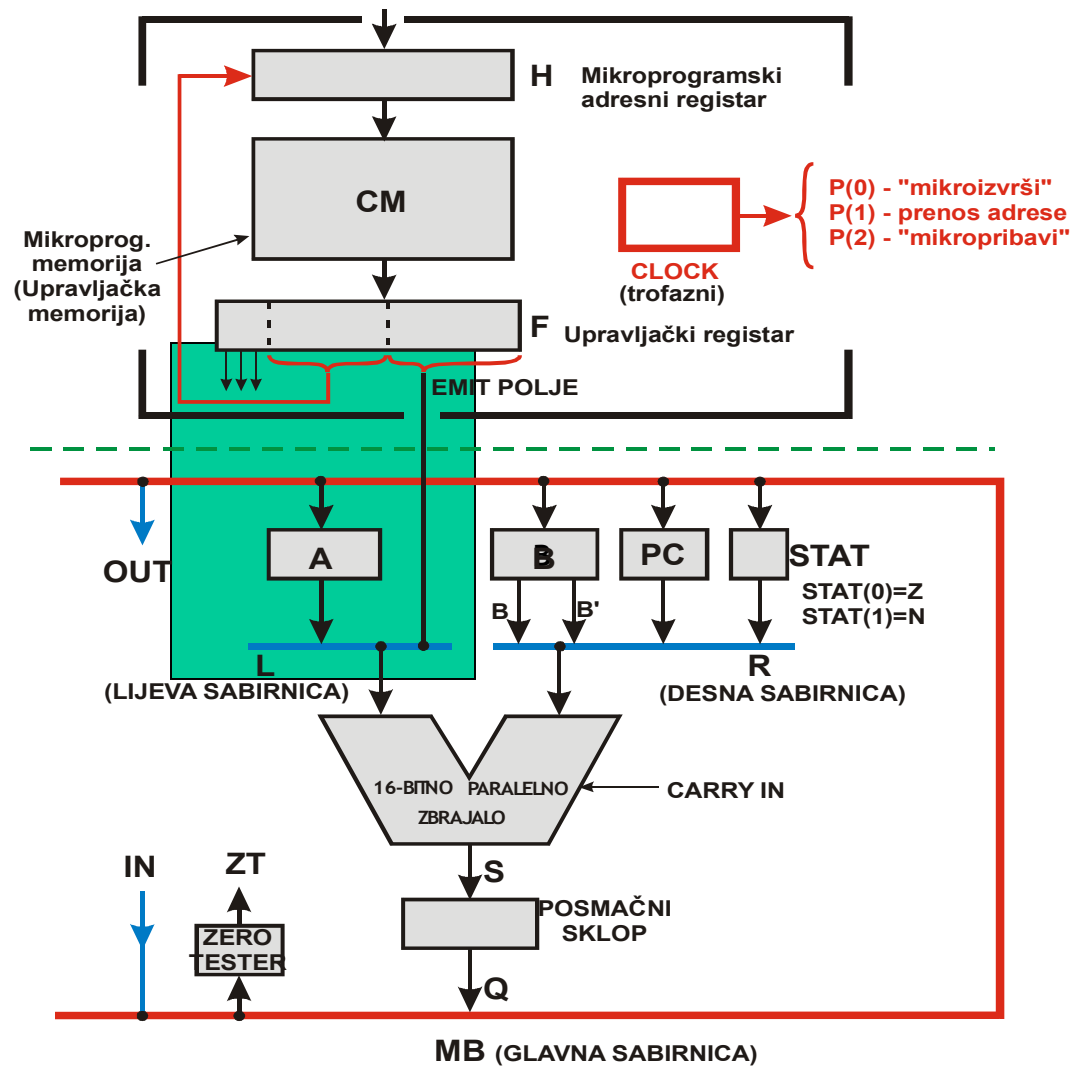 H
Mikroprogramski
adresni registar
CM
P(0) - "mikroizvrši"
P(1) - prenos adrese
P(2) - "mikropribavi"
Mikroprog.
memorija
(Upravljačka
memorija)
CLOCK
(trofazni)
F
Upravljački registar
EMIT POLJE
OUT
A
B
PC
STAT
STAT(0)=Z
STAT(1)=N
B
B'
L
(LIJEVA SABIRNICA)
R
(DESNA SABIRNICA)
16-BITNO PARALELNO
ZBRAJALO
CARRY IN
S
IN
ZT
POSMAČNI
SKLOP
ZERO
TESTER
Q
MB (GLAVNA SABIRNICA)